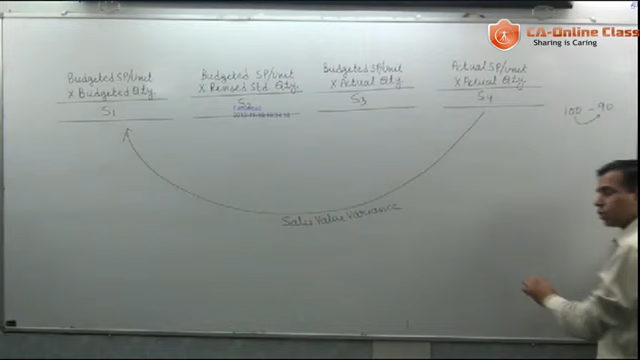 CA-Online Class
Sharing is Caring
Budgeted SP/Unit
X Budgeted Qty.
S1
Budgeted SP/Unit
X Revised Std Qty.
S2
Budgeted SP/Unit
X Actual Qty.
S3
Actual SP/Unit
X Actual Qty.
S4
100 - 90
Sales Value Variance